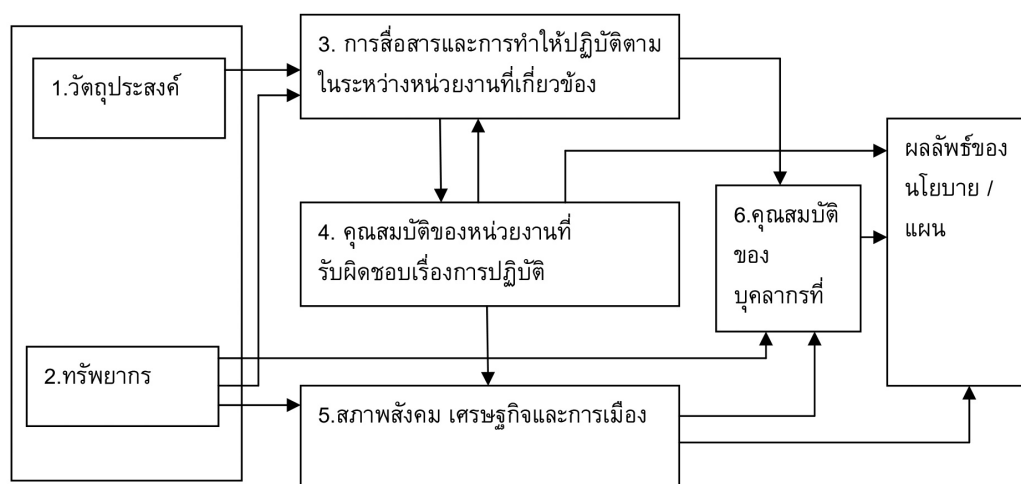 1.วัตถุประสงค์
2.ทรัพยากร
3. การสื่อสารและการทำให้ปฏิบัติตาม
ในระหว่างหน่วยงานที่เกี่ยวข้อง
4. คุณสมบัติของหน่วยงานที่
รับผิดชอบเรื่องการปฏิบัติ
5.สภาพสังคม เศรษฐกิจและการเมือง
6.คุณสมบัติ
ของ
บุคลากรที่
ผลลัพธ์ของ
นโยบาย /
แผน